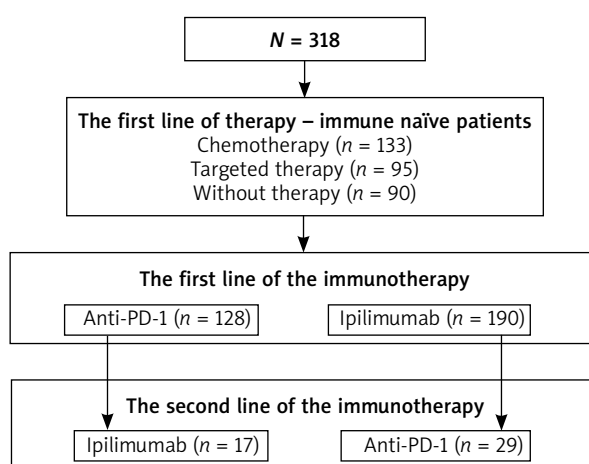 N = 318
The first line of therapy – immune naïve patients
Chemotherapy (n = 133)
Targeted therapy (n = 95)
Without therapy (n = 90)
The first line of the immunotherapy
Anti-PD-1 (n = 128)
Ipilimumab (n = 190)
The second line of the immunotherapy
Ipilimumab (n = 17)
Anti-PD-1 (n = 29)